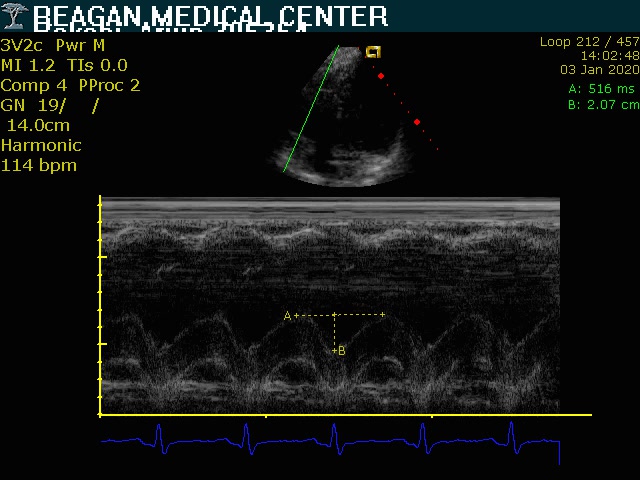 BEAGAN MEDICAL CENTER
3V2c Pwr M
MI 1.2 TIs 0.0
Comp 4 PProc 2
GN 19/ /
14.0cm
Harmonic
114 bpm
Loop 212 / 457
14:02:48
03 Jan 2020
A: 516 ms
B: 2.07 cm
A
B